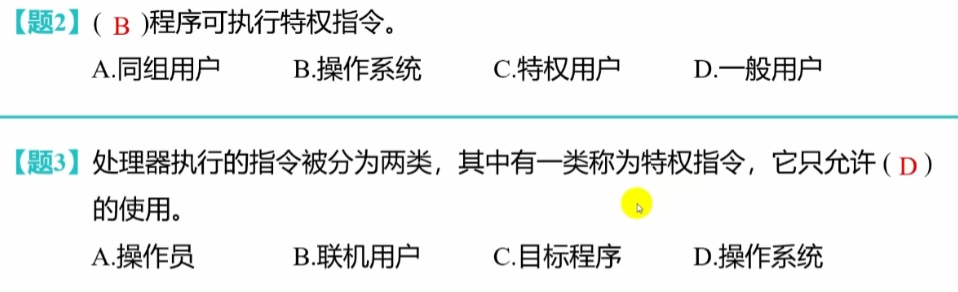 【题2】( B )程序可执行特权指令。
A.同组用户 B.操作系统 C.特权用户 D.一般用户
【题3】处理器执行的指令被分为两类，其中有一类称为特权指令，它只允许 ( D )
的使用。
A.操作员 B.联机用户 C.目标程序 D.操作系统